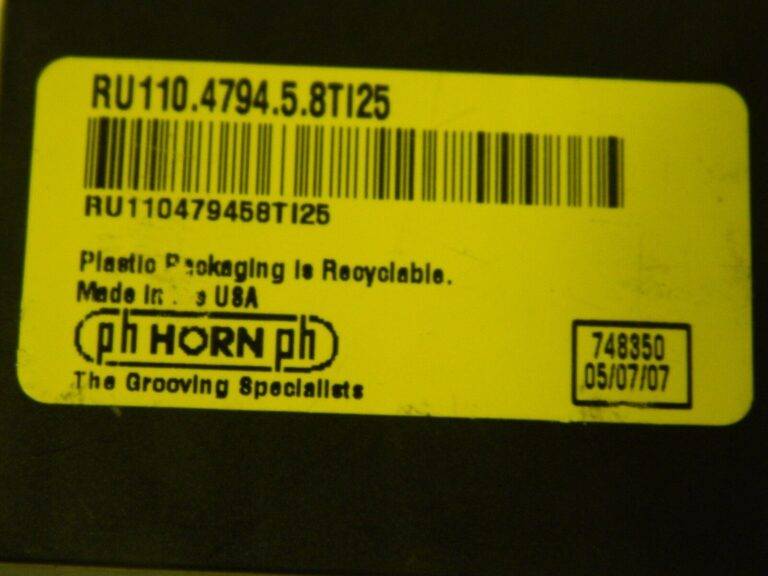 RU110.4794.5.8TI25
RU110479458TI25
Plastic Packaging is Recyclable.
Made in USA
ph HORN ph
The Grooving Specialists
748350
05/07/07